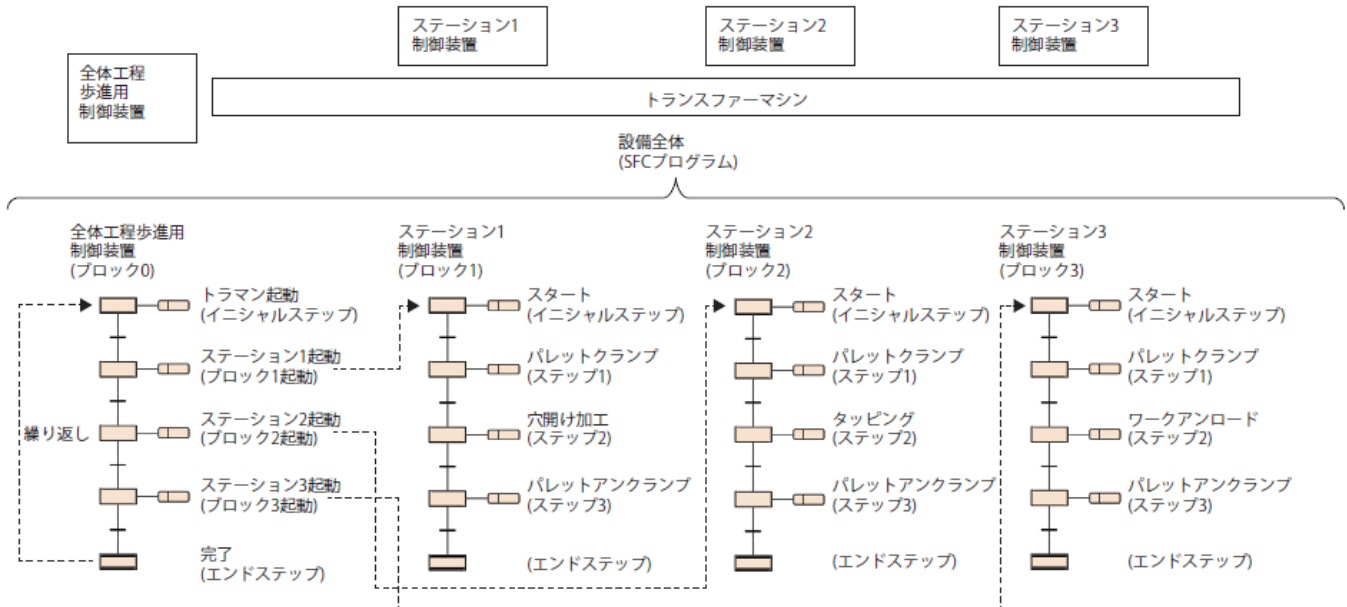 ステーション1
制御装置
ステーション2
制御装置
ステーション3
制御装置
全体工程
歩進用
制御装置
トランスファーマシン
設備全体
(SFCプログラム)
全体工程歩進用
制御装置
(ブロック0)
トラマン起動
(イニシャルステップ)
ステーション1起動
(ブロック1起動)
ステーション2起動
(ブロック2起動)
ステーション3起動
(ブロック3起動)
完了
(エンドステップ)
繰り返し
ステーション1
制御装置
(ブロック1)
スタート
(イニシャルステップ)
パレットクランプ
(ステップ1)
穴開け加工
(ステップ2)
パレットアンクランプ
(ステップ3)
(エンドステップ)
ステーション2
制御装置
(ブロック2)
スタート
(イニシャルステップ)
パレットクランプ
(ステップ1)
タッピング
(ステップ2)
パレットアンクランプ
(ステップ3)
(エンドステップ)
ステーション3
制御装置
(ブロック3)
スタート
(イニシャルステップ)
パレットクランプ
(ステップ1)
ワークアンロード
(ステップ2)
パレットアンクランプ
(ステップ3)
(エンドステップ)